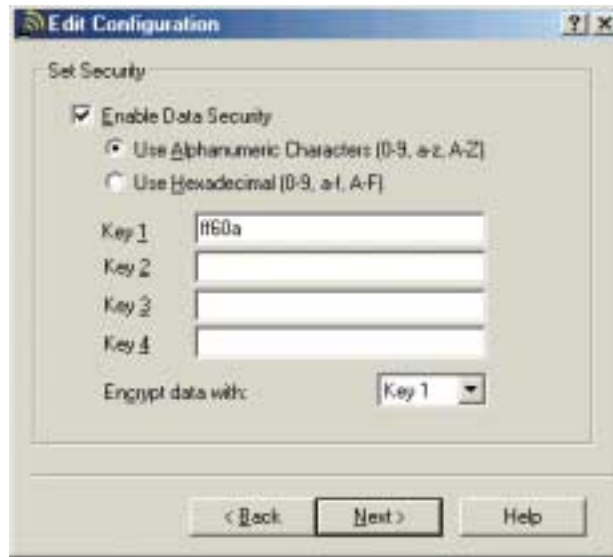 Edit Configuration
Set Security
Enable Data Security
Use Alphanumeric Characters (0-9, a-z, A-Z)
Use Hexadecimal (0-9, a-f, A-F)
Key 1 ff60a
Key 2
Key 3
Key 4
Encrypt data with: Key 1
< Back Next > Help